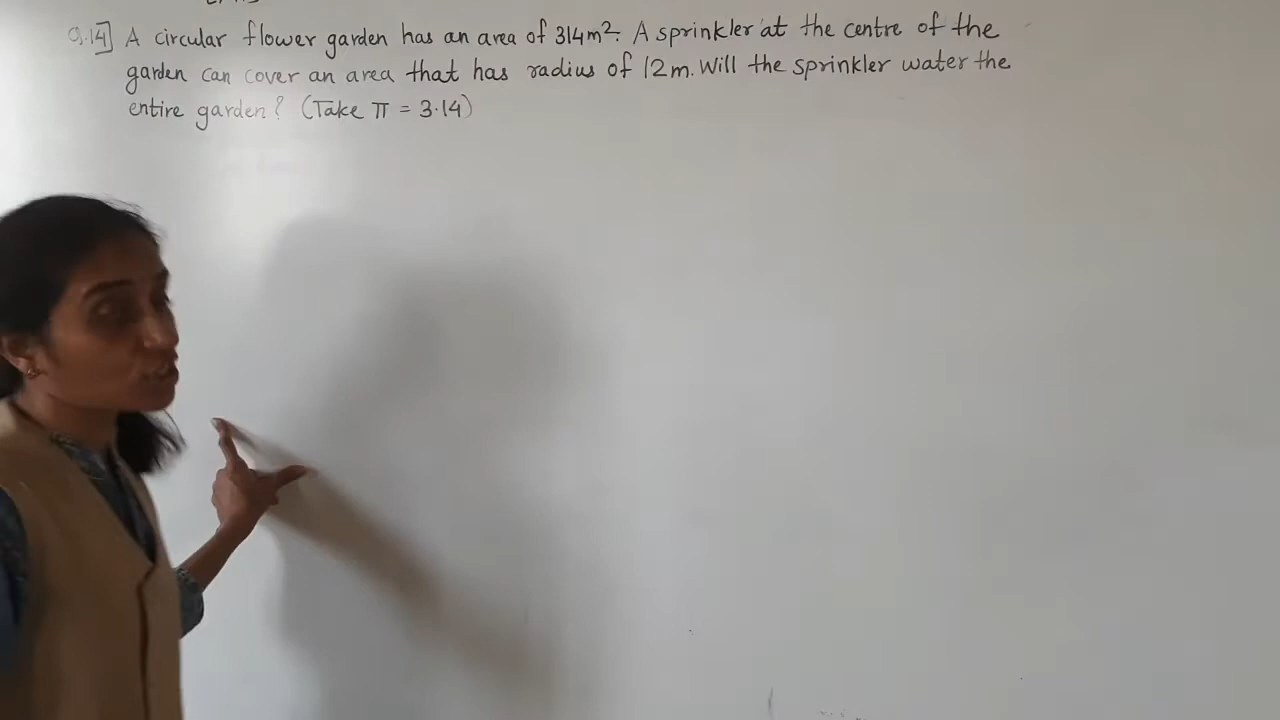 Q.14] A circular flower garden has an area of 314m². A sprinkler at the centre of the
garden can cover an area that has radius of 12m. Will the sprinkler water the
entire garden? (Take π = 3.14)